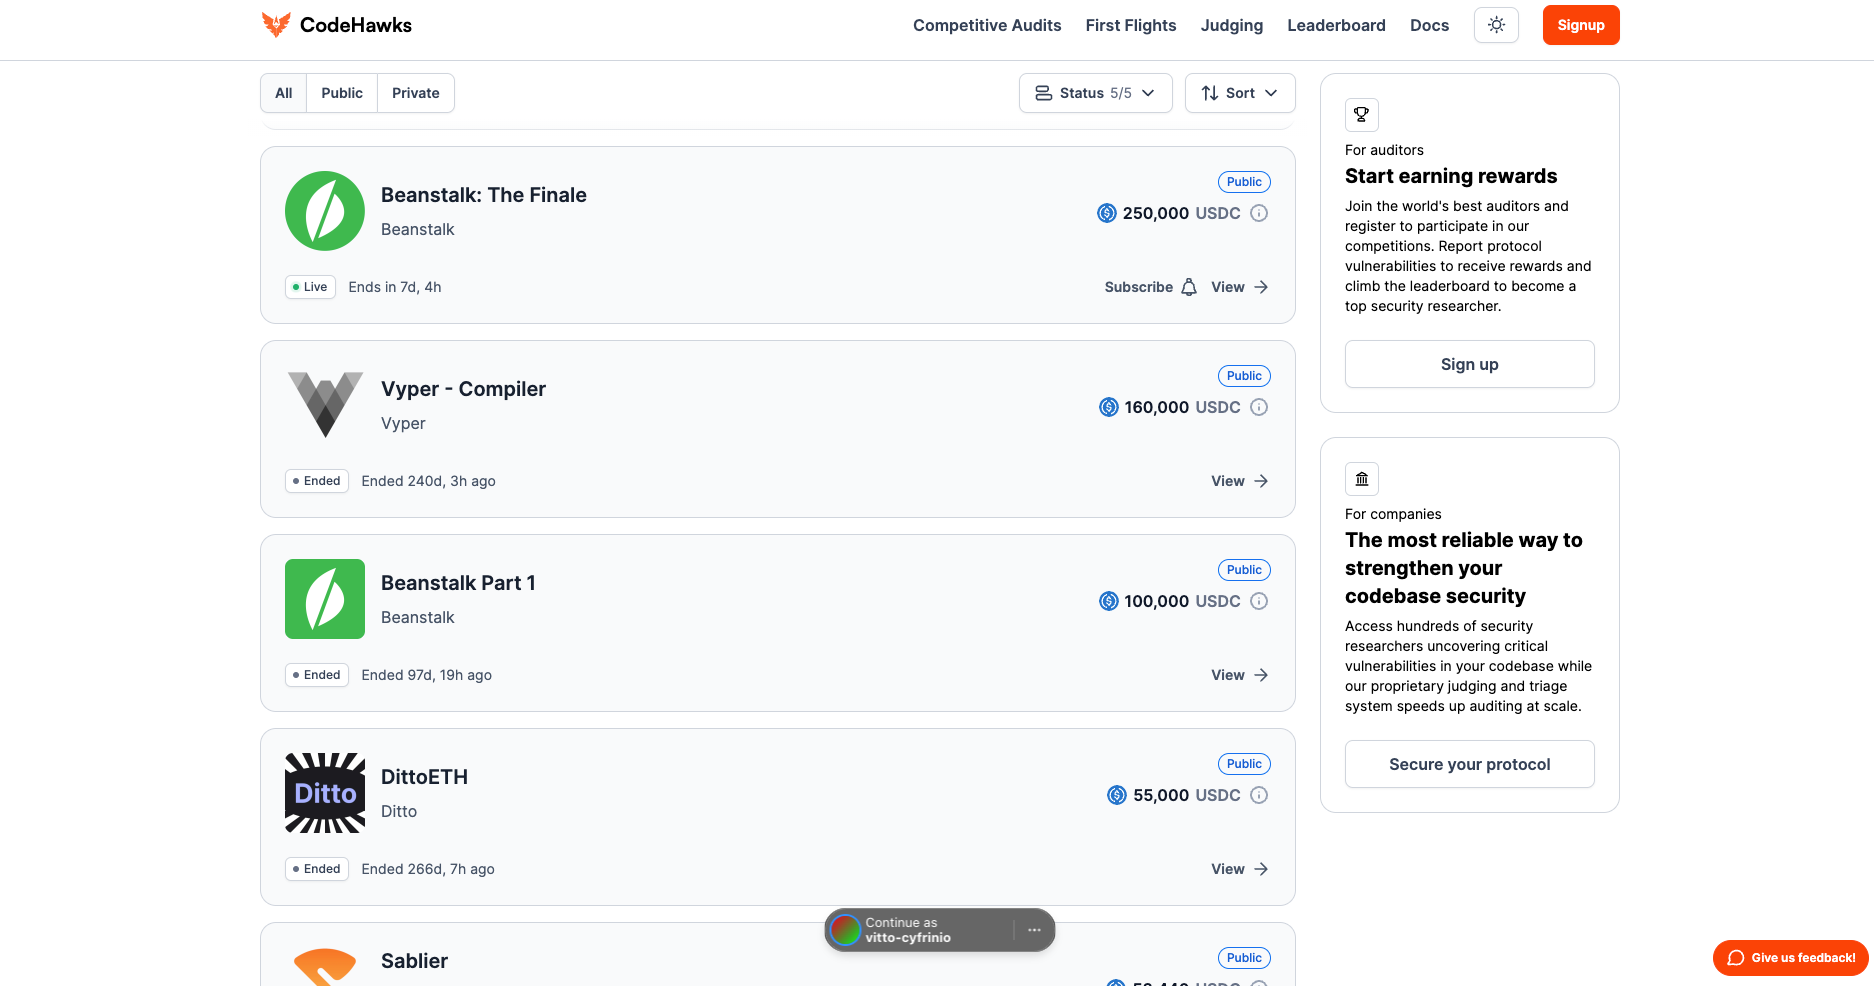 CodeHawks
Competitive Audits First Flights Judging Leaderboard Docs Signup
All Public Private
Status 5/5 Sort
Beanstalk: The Finale
Beanstalk
Public
250,000 USDC
Live Ends in 7d, 4h
Subscribe View
Vyper - Compiler
Vyper
Public
160,000 USDC
Ended Ended 240d, 3h ago
View
Beanstalk Part 1
Beanstalk
Public
100,000 USDC
Ended Ended 97d, 19h ago
View
Ditto
DittoETH
Ditto
Public
55,000 USDC
Ended Ended 266d, 7h ago
View
Sablier
Public
For auditors
Start earning rewards
Join the world's best auditors and
register to participate in our
competitions. Report protocol
vulnerabilities to receive rewards and
climb the leaderboard to become a
top security researcher.
Sign up
For companies
The most reliable way to
strengthen your
codebase security
Access hundreds of security
researchers uncovering critical
vulnerabilities in your codebase while
our proprietary judging and triage
system speeds up auditing at scale.
Secure your protocol
Continue as
vitto-cyfrinio
Give us feedback!